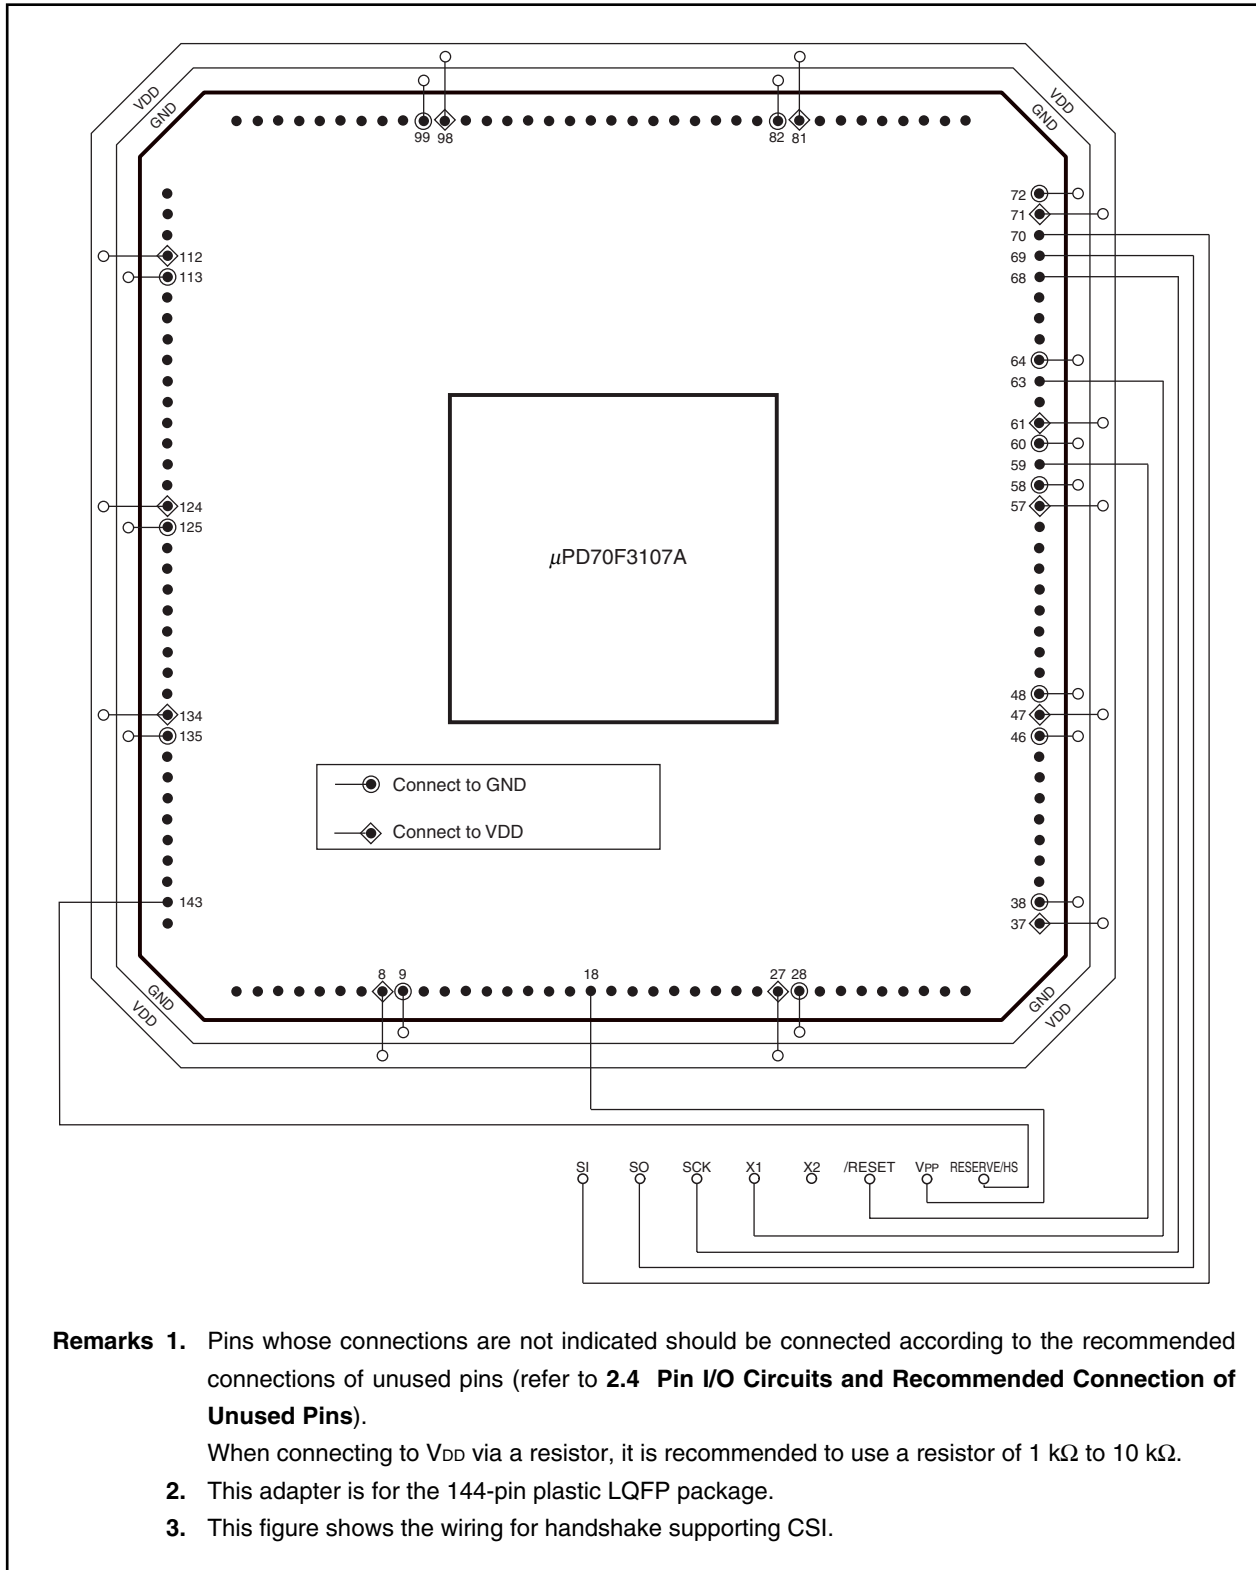 VDD
GND
VDD
GND
99 98
82 81
112
113
124
125
134
135
143
72
71
70
69
68
64
63
61
60
59
58
57
48
47
46
38
37
μPD70F3107A
Connect to GND
Connect to VDD
8 9 18 27 28
GND
VDD
GND
VDD
SI SO SCK X1 X2 /RESET VPP RESERVE/HS
Remarks 1. Pins whose connections are not indicated should be connected according to the recommended
connections of unused pins (refer to 2.4 Pin I/O Circuits and Recommended Connection of
Unused Pins).
When connecting to VDD via a resistor, it is recommended to use a resistor of 1 kΩ to 10 kΩ.
2. This adapter is for the 144-pin plastic LQFP package.
3. This figure shows the wiring for handshake supporting CSI.